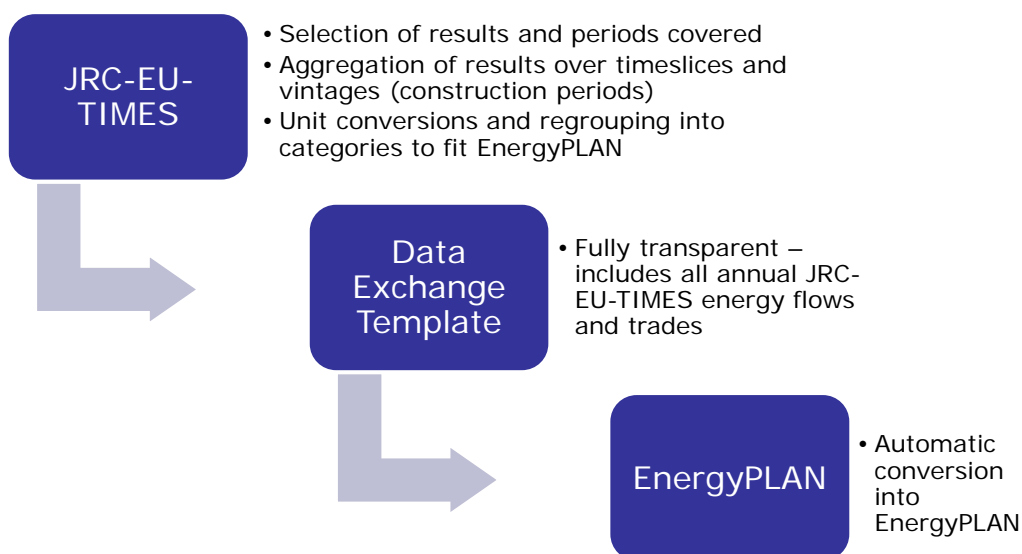 JRC-EU-
TIMES
• Selection of results and periods covered
• Aggregation of results over timeslices and
vintages (construction periods)
• Unit conversions and regrouping into
categories to fit EnergyPLAN
Data
Exchange
Template
• Fully transparent –
includes all annual JRC-
EU-TIMES energy flows
and trades
EnergyPLAN
• Automatic
conversion
into
EnergyPLAN